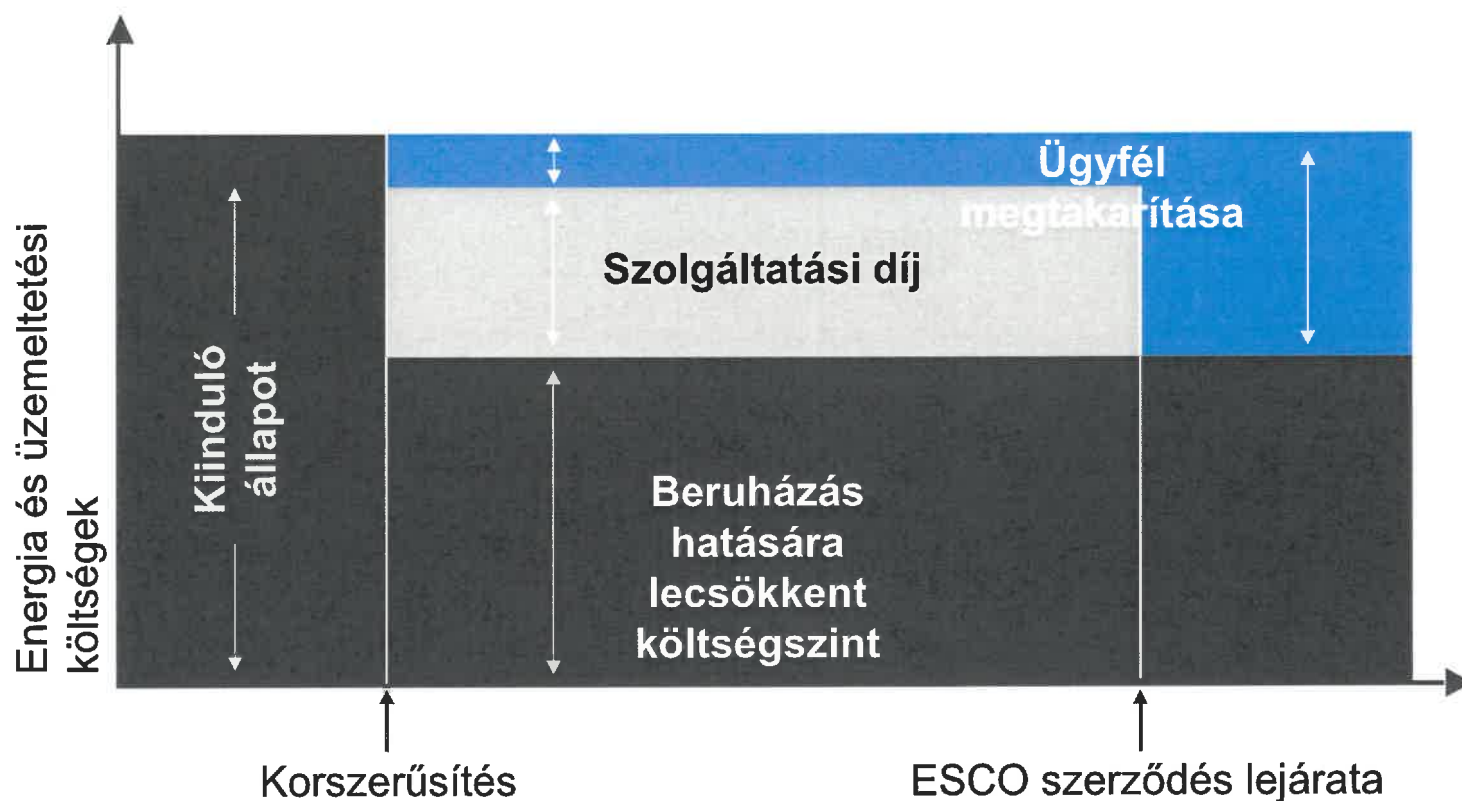 Energia és üzemeltetési
költségek
Kiinduló
állapot
Ügyfél
megtakarítása
Szolgáltatási díj
Beruházás
hatására
lecsökkent
költségszint
Korszerűsítés
ESCO szerződés lejárata